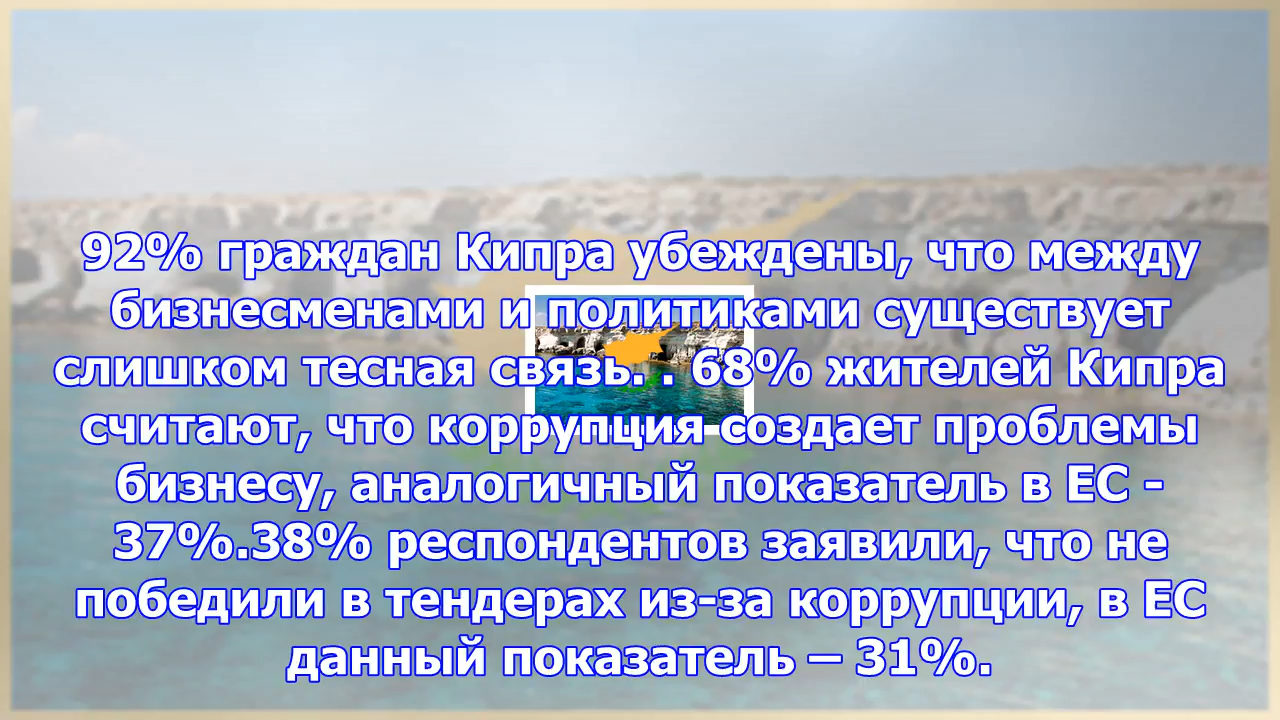 92% граждан Кипра убеждены, что между
бизнесменами и политиками существует
слишком тесная связь. . 68% жителей Кипра
считают, что коррупция создает проблемы
бизнесу, аналогичный показатель в ЕС -
37%.38% респондентов заявили, что не
победили в тендерах из-за коррупции, в ЕС
данный показатель – 31%.